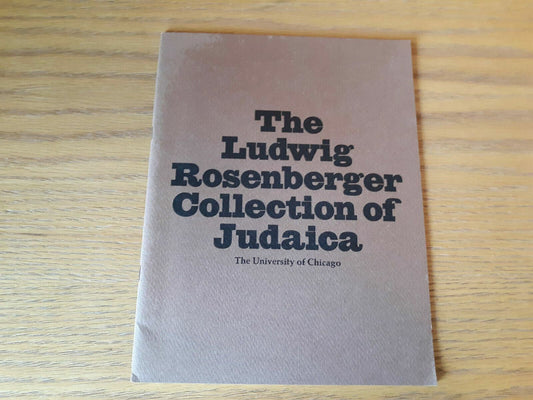 The
Ludwig
Rosenberger
Collection of
Judaica
The University of Chicago